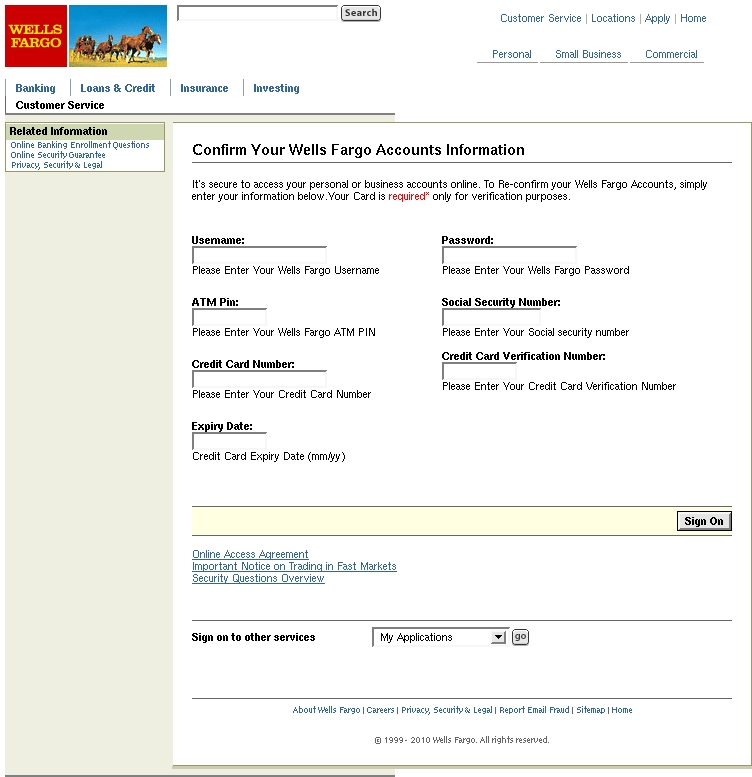 WELLS
FARGO
Search
Customer Service | Locations | Apply | Home
Personal Small Business Commercial
Banking Loans & Credit Insurance Investing
Customer Service
Related Information
Online Banking Enrollment Questions
Online Security Guarantee
Privacy, Security & Legal
Confirm Your Wells Fargo Accounts Information
It's secure to access your personal or business accounts online. To Re-confirm your Wells Fargo Accounts, simply
enter your information below.Your Card is required* only for verification purposes.
Username: Password:
Please Enter Your Wells Fargo Username Please Enter Your Wells Fargo Password
ATM Pin: Social Security Number:
Please Enter Your Wells Fargo ATM PIN Please Enter Your Social security number
Credit Card Number: Credit Card Verification Number:
Please Enter Your Credit Card Number Please Enter Your Credit Card Verification Number
Expiry Date:
Credit Card Expiry Date (mm/yy)
Sign On
Online Access Agreement
Important Notice on Trading in Fast Markets
Security Questions Overview
Sign on to other services My Applications go
About Wells Fargo | Careers | Privacy, Security & Legal | Report Email Fraud | Sitemap | Home
© 1999- 2010 Wells Fargo. All rights reserved.